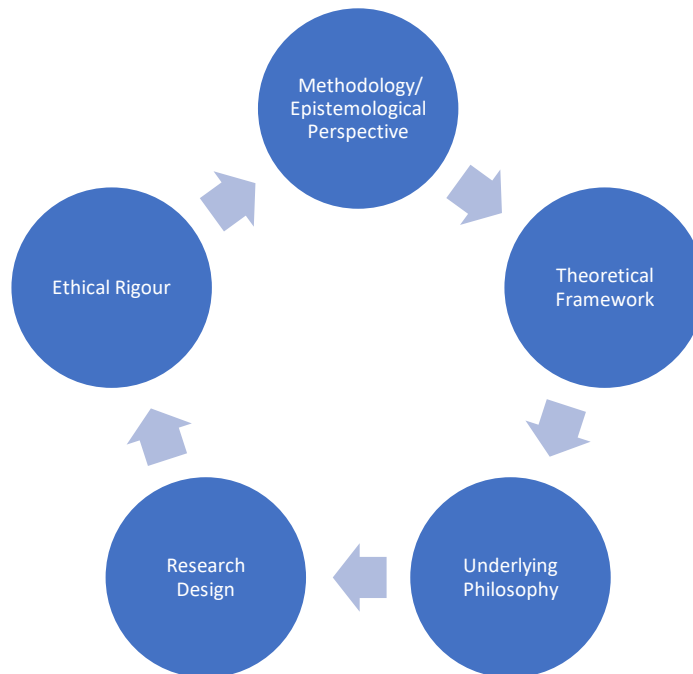 Methodology/
Epistemological
Perspective
Theoretical
Framework
Underlying
Philosophy
Research
Design
Ethical Rigour